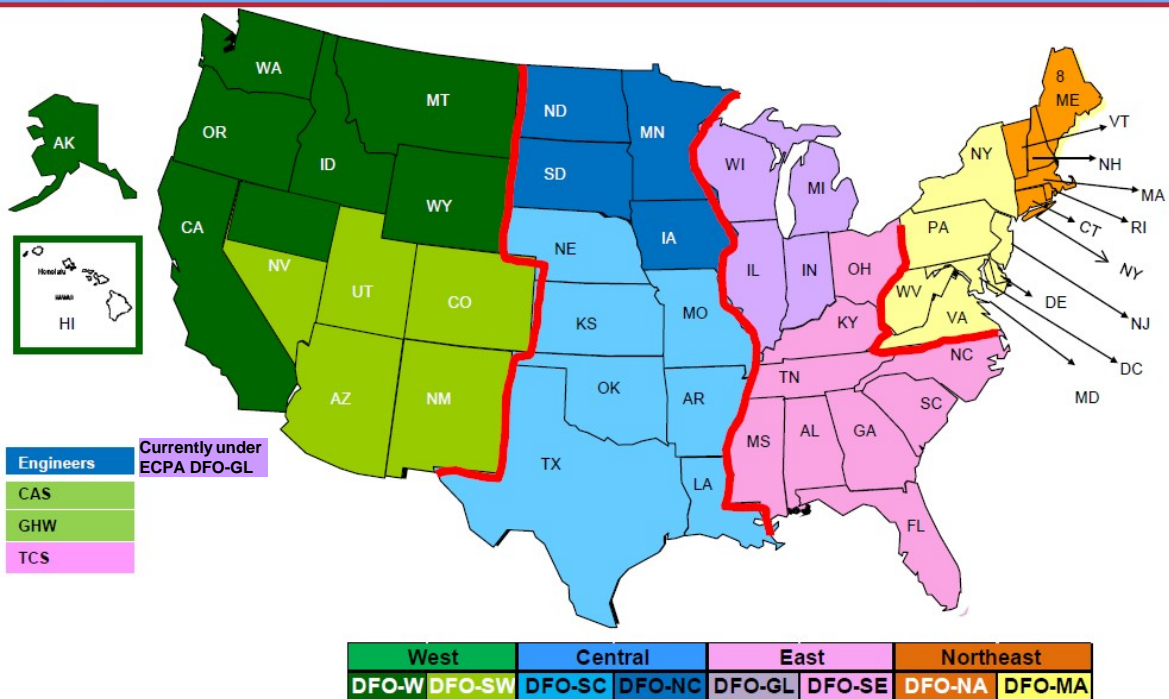 WA
MT
ND
MN
8
ME
VT
AK
OR
ID
SD
WI
MI
NY
NH
MA
CA
WY
NE
IA
PA
CT
RI
NY
NV
UT
CO
IL
IN
OH
WV
VA
DE
NJ
Honolulu
HAWAII
HI
KS
MO
KY
NC
DC
MD
AZ
NM
OK
AR
TN
SC
TX
MS
AL
GA
LA
FL
Engineers
Currently under
ECPA DFO-GL
CAS
GHW
TCS
West Central East Northeast
DFO-W DFO-SW DFO-SC DFO-NC DFO-GL DFO-SE DFO-NA DFO-MA